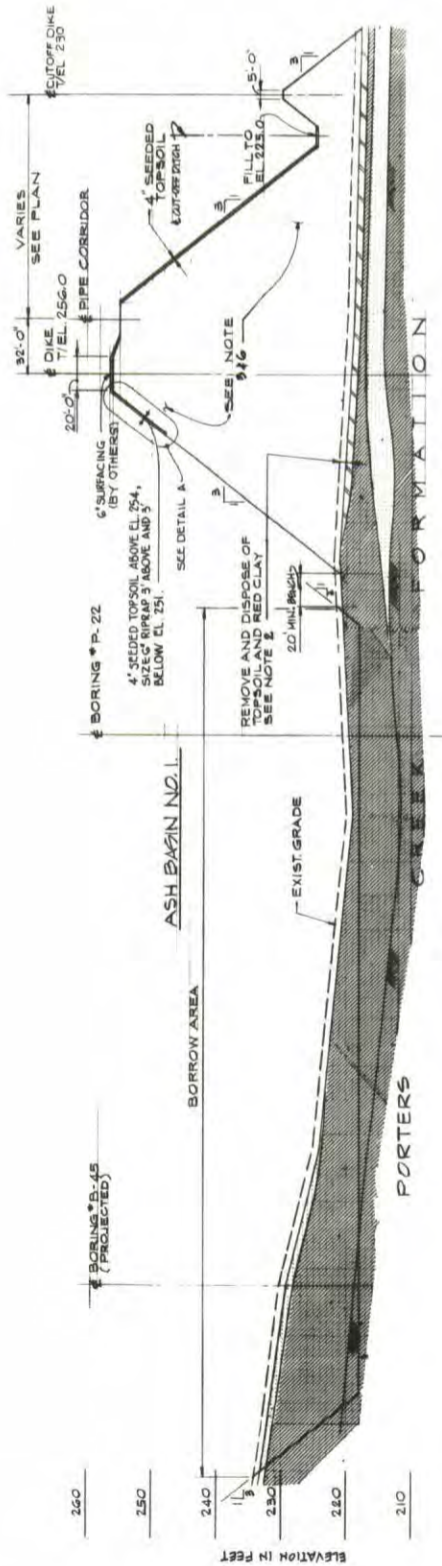 ℄ CUTOFF DIKE
T/EL 230
5'-0"
3
VARIES
SEE PLAN
4" SEEDED
TOPSOIL
℄ CUT-OFF DITCH
FILL TO
EL. 223.0
3
℄ PIPE CORRIDOR
32'-0"
℄ DIKE
T/EL. 256.0
20'-0"
6" SURFACING
(BY OTHERS)
SEE NOTE
3
SEE DETAIL A
4" SEEDED TOPSOIL ABOVE EL. 254,
SIZE 6" RIPRAP 3' ABOVE AND 5'
BELOW EL. 251.
3
20' MIN. BENCH
REMOVE AND DISPOSE OF
TOPSOIL AND RED CLAY
SEE NOTE 2
℄ BORING #P-22
ASH BASIN NO. 1.
BORROW AREA
EXIST. GRADE
℄ BORING #B-45
(PROJECTED)
PORTERS CREEK FORMATION
3
1
260
250
240
230
220
210
ELEVATION IN FEET